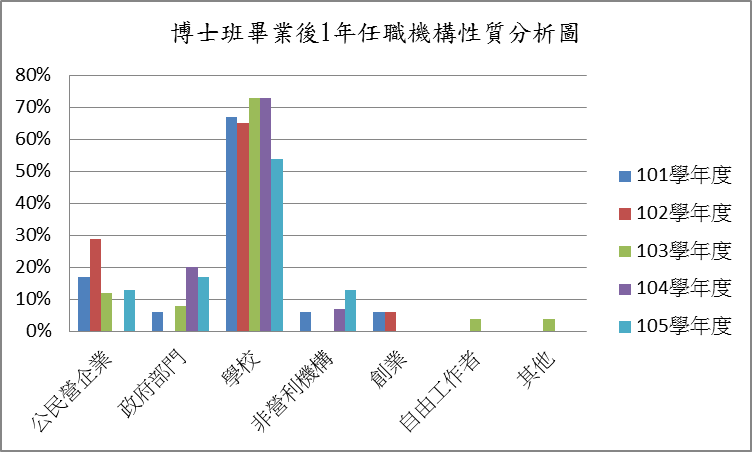 博士班畢業後1年任職機構性質分析圖
80%
70%
60%
50%
40%
30%
20%
10%
0%
公民營企業
政府部門
學校
非營利機構
創業
自由工作者
其他
101學年度
102學年度
103學年度
104學年度
105學年度